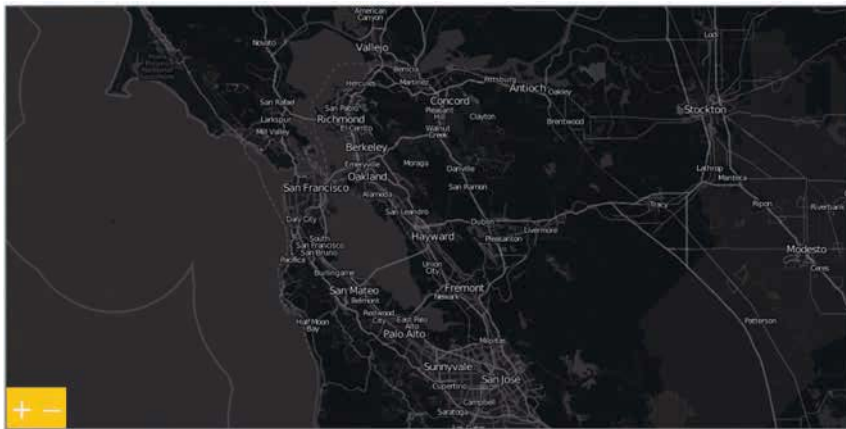 American
Canyon
Novato
Vallejo
Lodi
Benicia
Hercules
Martinez
Pittsburg
Antioch
Oakley
San Rafael
San Pablo
Concord
Stockton
Larkspur
Richmond
Pleasant
Hill
Clayton
Brentwood
Mill Valley
El Cerrito
Walnut
Creek
Berkeley
Emeryville
Moraga
Danville
Lathrop
Oakland
Manteca
San Francisco
Alameda
San Ramon
Tracy
Ripon
Riverbank
San Leandro
Daly City
Dublin
Livermore
South
San Francisco
Hayward
Pleasanton
Modesto
San Bruno
Pacifica
Ceres
Union
City
Burlingame
San Mateo
Fremont
Belmont
Newark
Redwood
City
Half Moon
Bay
East Palo
Alto
Patterson
Palo Alto
Milpitas
Sunnyvale
Cupertino
San Jose
Campbell
Saratoga
+ −